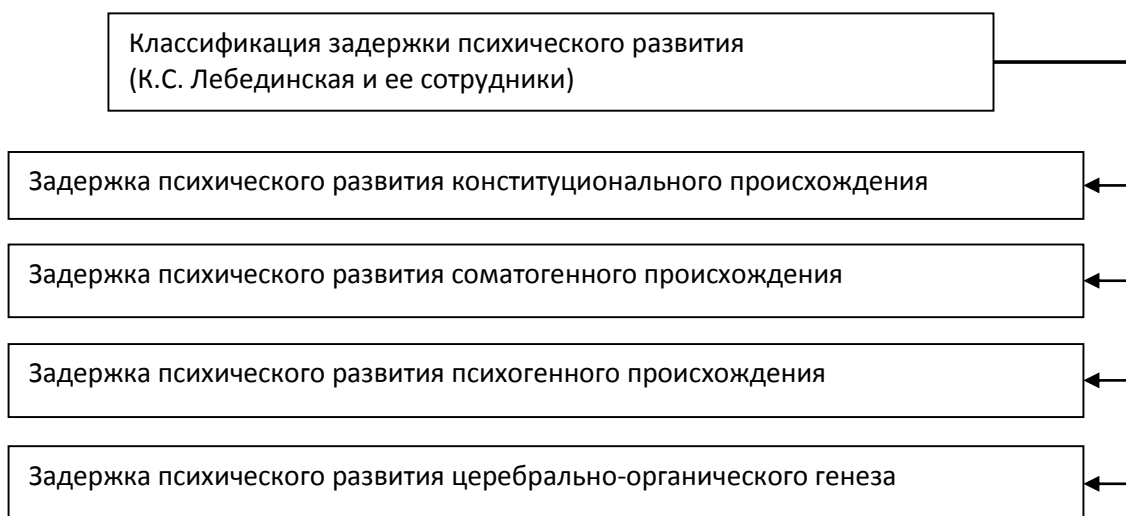 Классификация задержки психического развития
(К.С. Лебединская и ее сотрудники)
Задержка психического развития конституционального происхождения
Задержка психического развития соматогенного происхождения
Задержка психического развития психогенного происхождения
Задержка психического развития церебрально-органического генеза